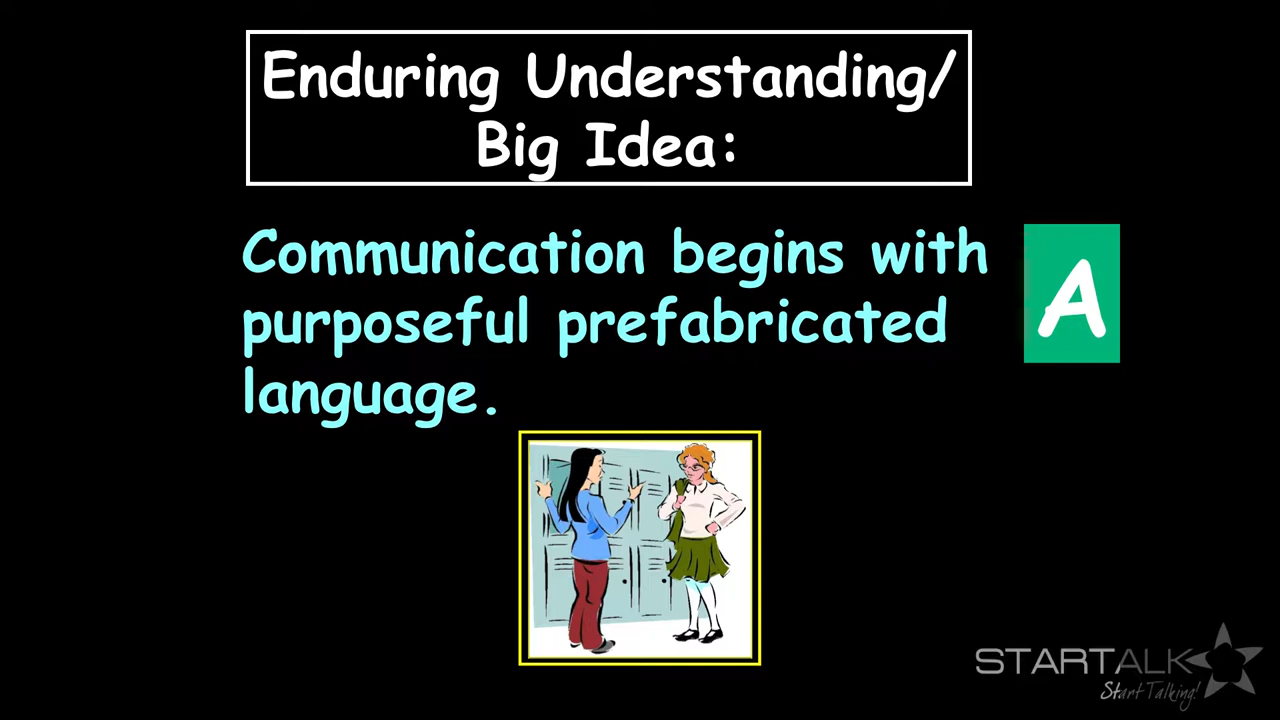 Enduring Understanding/
Big Idea:
Communication begins with
purposeful prefabricated
language.
A
STARTALK
Start Talking!